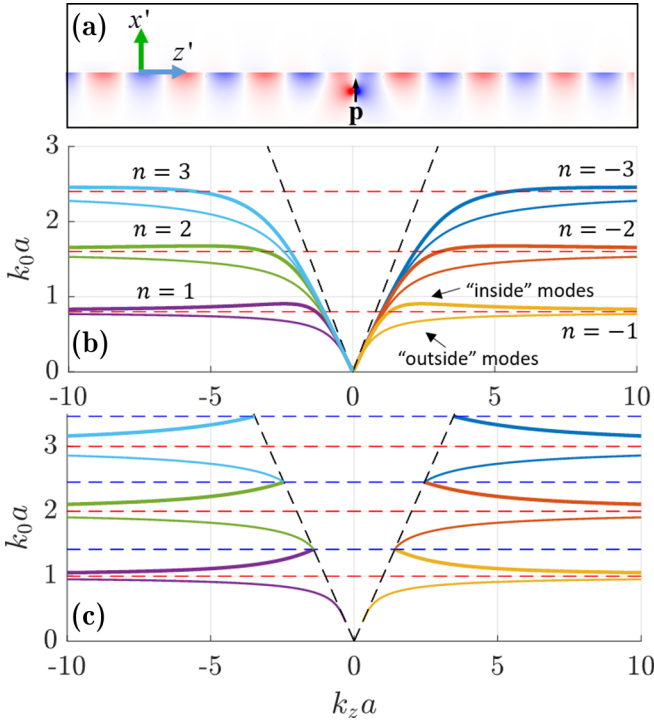 (a)
x'
z'
p
3
n = 3
n = −3
2
n = 2
n = −2
k₀a
"inside" modes
1
n = 1
n = −1
"outside" modes
0
(b)
-10
-5
0
5
10
3
k₀a
2
1
(c)
0
-10
-5
0
5
10
k_z a